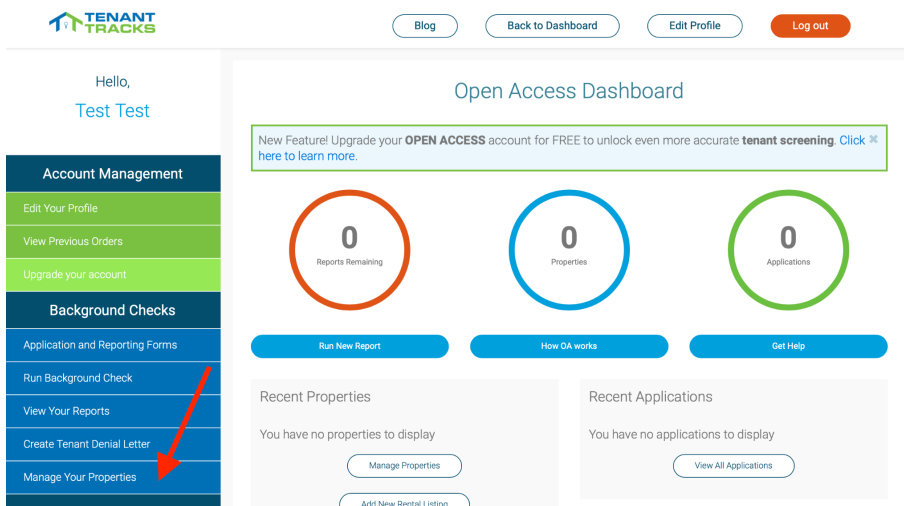 TENANT
TRACKS
Blog
Back to Dashboard
Edit Profile
Log out
Hello,
Test Test
Account Management
Edit Your Profile
View Previous Orders
Upgrade your account
Background Checks
Application and Reporting Forms
Run Background Check
View Your Reports
Create Tenant Denial Letter
Manage Your Properties
Open Access Dashboard
New Feature! Upgrade your OPEN ACCESS account for FREE to unlock even more accurate tenant screening. Click
here to learn more.
0
Reports Remaining
0
Properties
0
Applications
Run New Report
How OA works
Get Help
Recent Properties
You have no properties to display
Manage Properties
Add New Rental Listing
Recent Applications
You have no applications to display
View All Applications